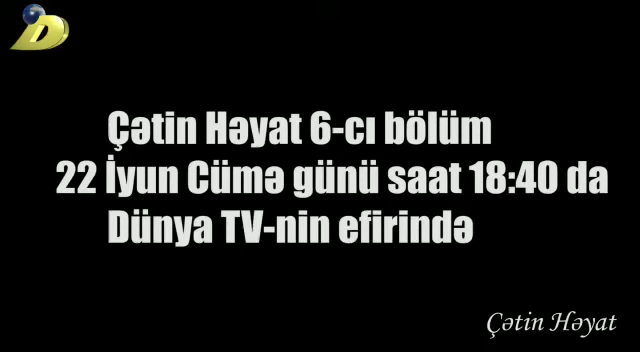 Çətin Həyat 6-cı bölüm
22 İyun Cümə günü saat 18:40 da
Dünya TV-nin efirində
Çətin Həyat